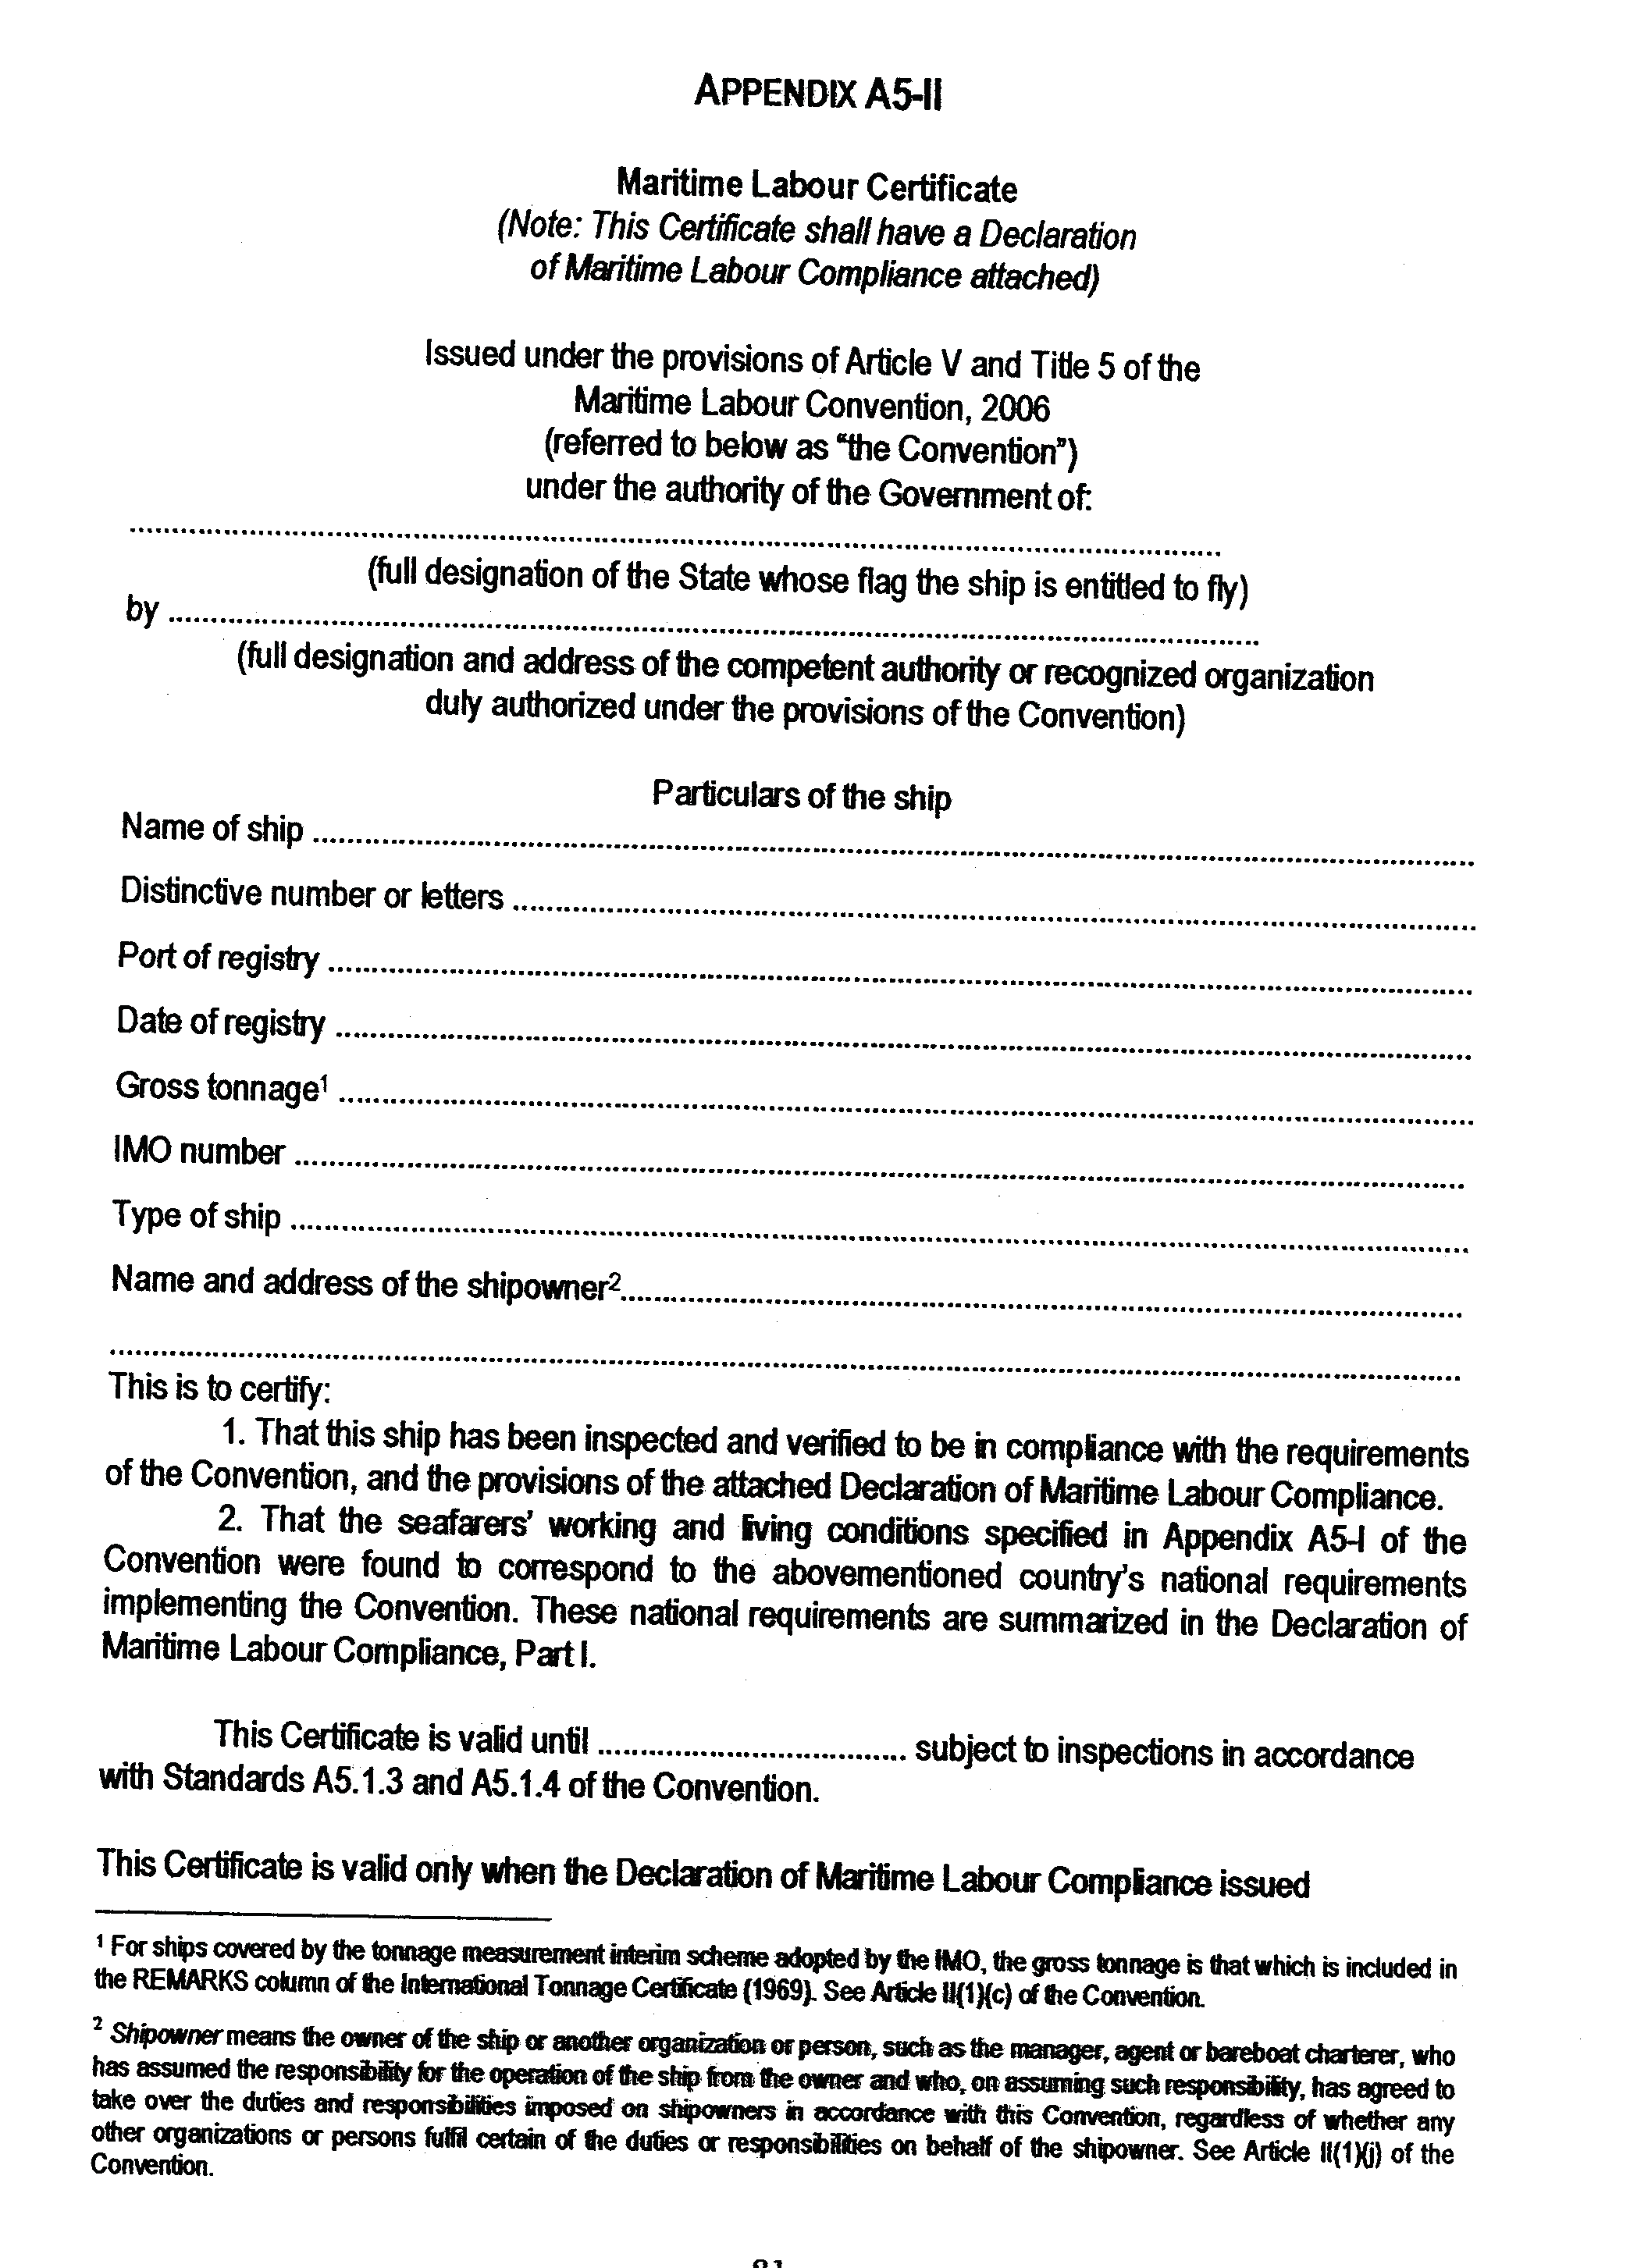 APPENDIX A5-II
Maritime Labour Certificate
(Note: This Certificate shall have a Declaration
of Maritime Labour Compliance attached)
Issued under the provisions of Article V and Title 5 of the
Maritime Labour Convention, 2006
(referred to below as “the Convention”)
under the authority of the Government of:
................................................................................
(full designation of the State whose flag the ship is entitled to fly)
by ................................................................................
(full designation and address of the competent authority or recognized organization
duly authorized under the provisions of the Convention)
Particulars of the ship
Name of ship ................................................................................
Distinctive number or letters ................................................................................
Port of registry ................................................................................
Date of registry ................................................................................
Gross tonnage¹ ................................................................................
IMO number ................................................................................
Type of ship ................................................................................
Name and address of the shipowner²................................................................................
................................................................................
This is to certify:
1. That this ship has been inspected and verified to be in compliance with the requirements
of the Convention, and the provisions of the attached Declaration of Maritime Labour Compliance.
2. That the seafarers’ working and living conditions specified in Appendix A5-I of the
Convention were found to correspond to the abovementioned country’s national requirements
implementing the Convention. These national requirements are summarized in the Declaration of
Maritime Labour Compliance, Part I.
This Certificate is valid until .................................... subject to inspections in accordance
with Standards A5.1.3 and A5.1.4 of the Convention.
This Certificate is valid only when the Declaration of Maritime Labour Compliance issued
¹ For ships covered by the tonnage measurement interim scheme adopted by the IMO, the gross tonnage is that which is included in
the REMARKS column of the International Tonnage Certificate (1969). See Article II(1)(c) of the Convention.
² Shipowner means the owner of the ship or another organization or person, such as the manager, agent or bareboat charterer, who
has assumed the responsibility for the operation of the ship from the owner and who, on assuming such responsibility, has agreed to
take over the duties and responsibilities imposed on shipowners in accordance with this Convention, regardless of whether any
other organizations or persons fulfil certain of the duties or responsibilities on behalf of the shipowner. See Article II(1)(j) of the
Convention.